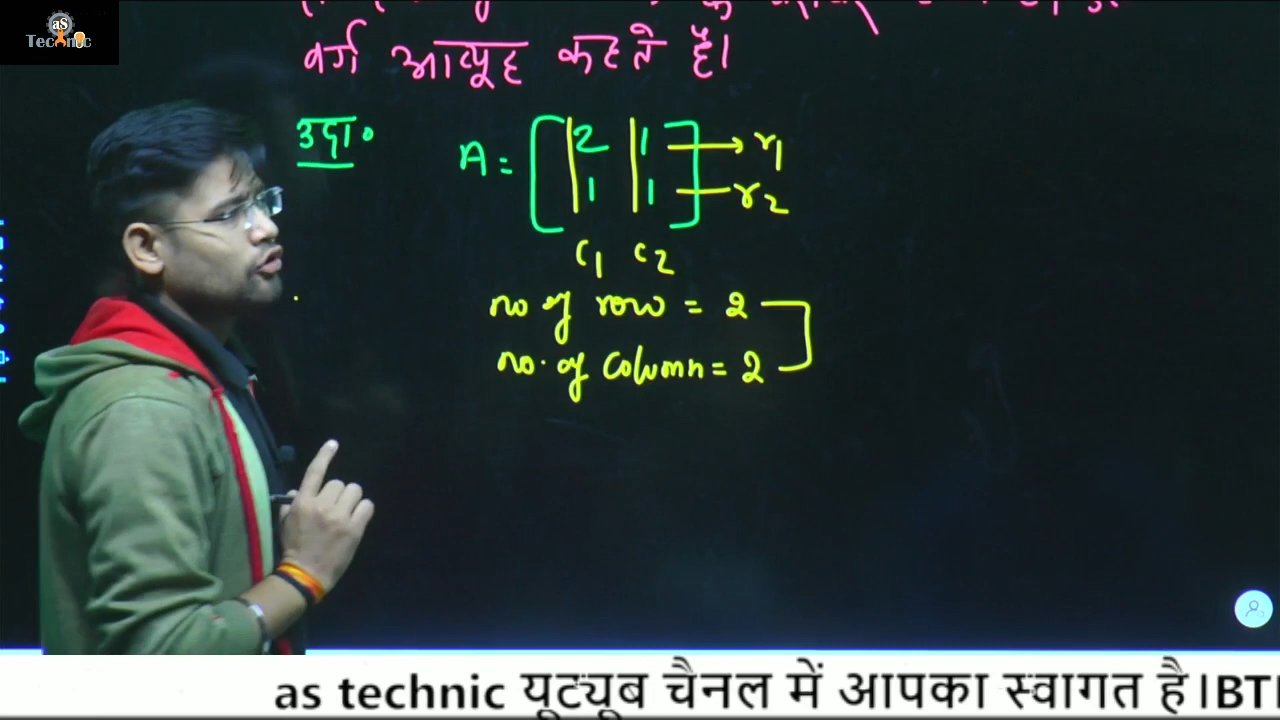 aS
Technic
वर्ग आव्यूह कहते हैं।
उदा०
A = [ 2 1 → r1
1 1 — r2 ]
C1 C2
no of row = 2
no. of column = 2
as technic यूट्यूब चैनल में आपका स्वागत है।BT